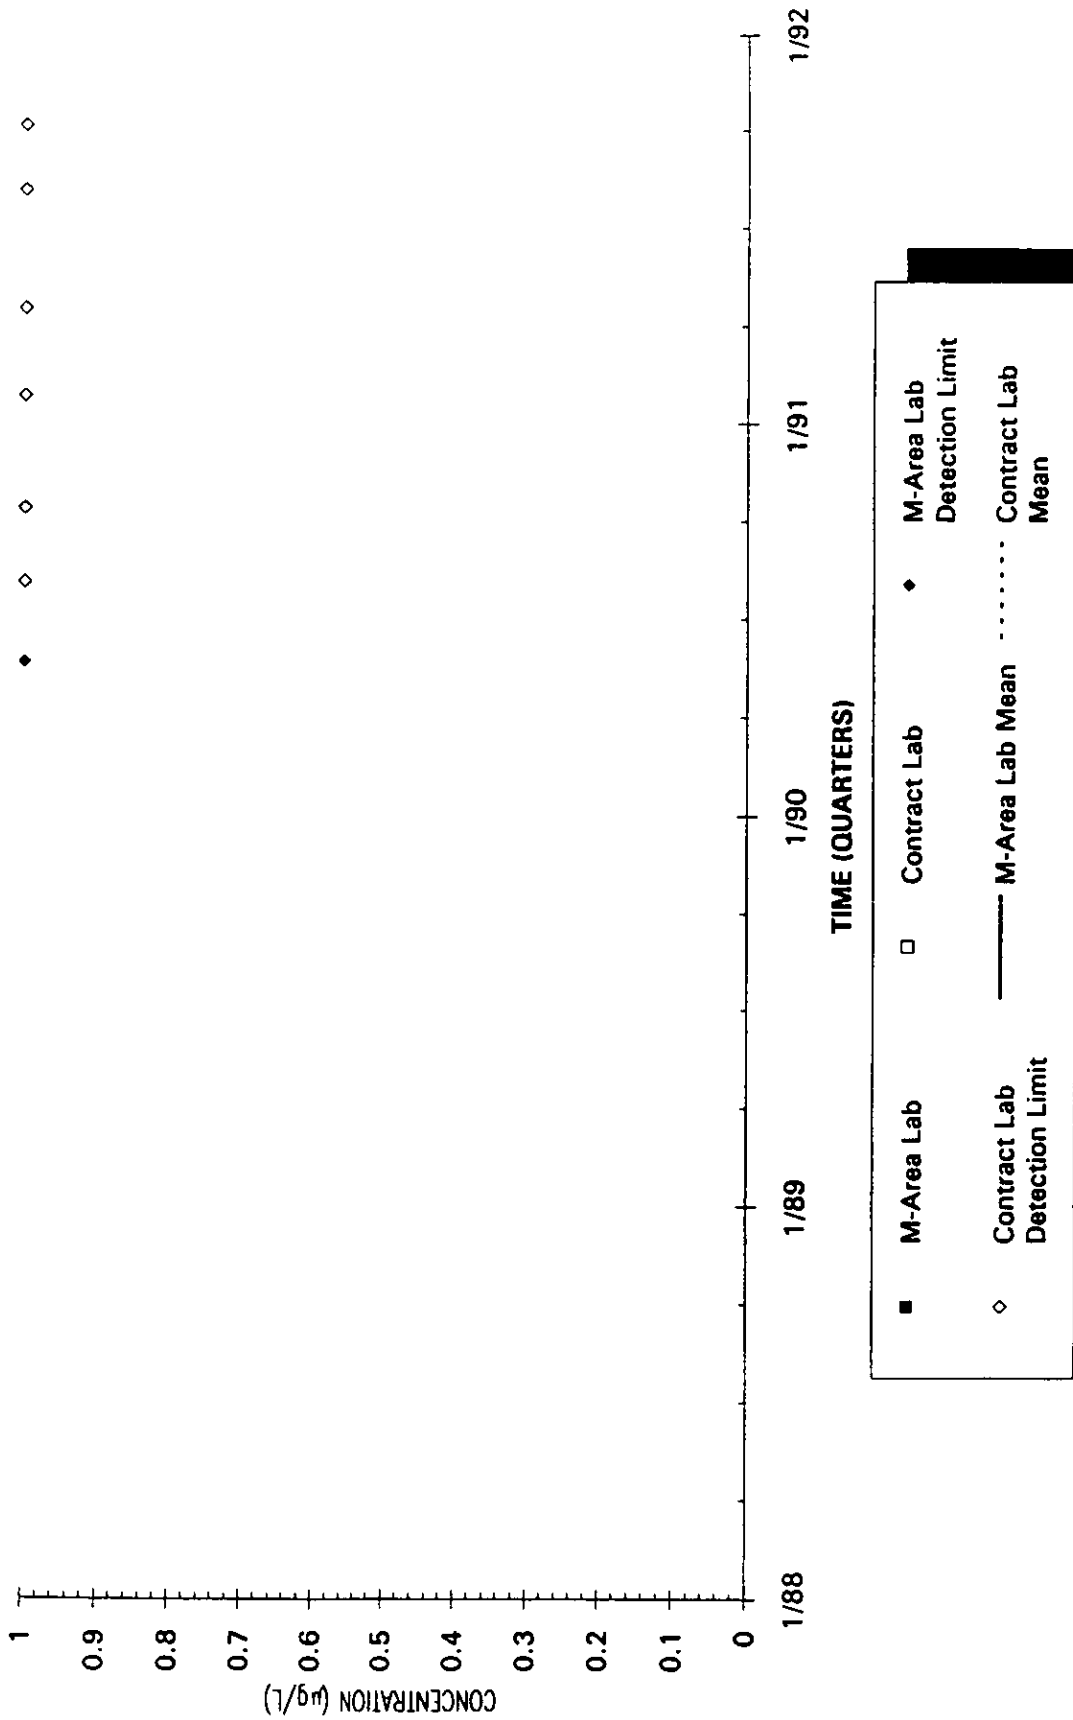 CONCENTRATION (µg/L)
1
0.9
0.8
0.7
0.6
0.5
0.4
0.3
0.2
0.1
0
1/88
1/89
1/90
1/91
1/92
TIME (QUARTERS)
M-Area Lab
Contract Lab
M-Area Lab
Detection Limit
Contract Lab
Detection Limit
M-Area Lab Mean
Contract Lab
Mean